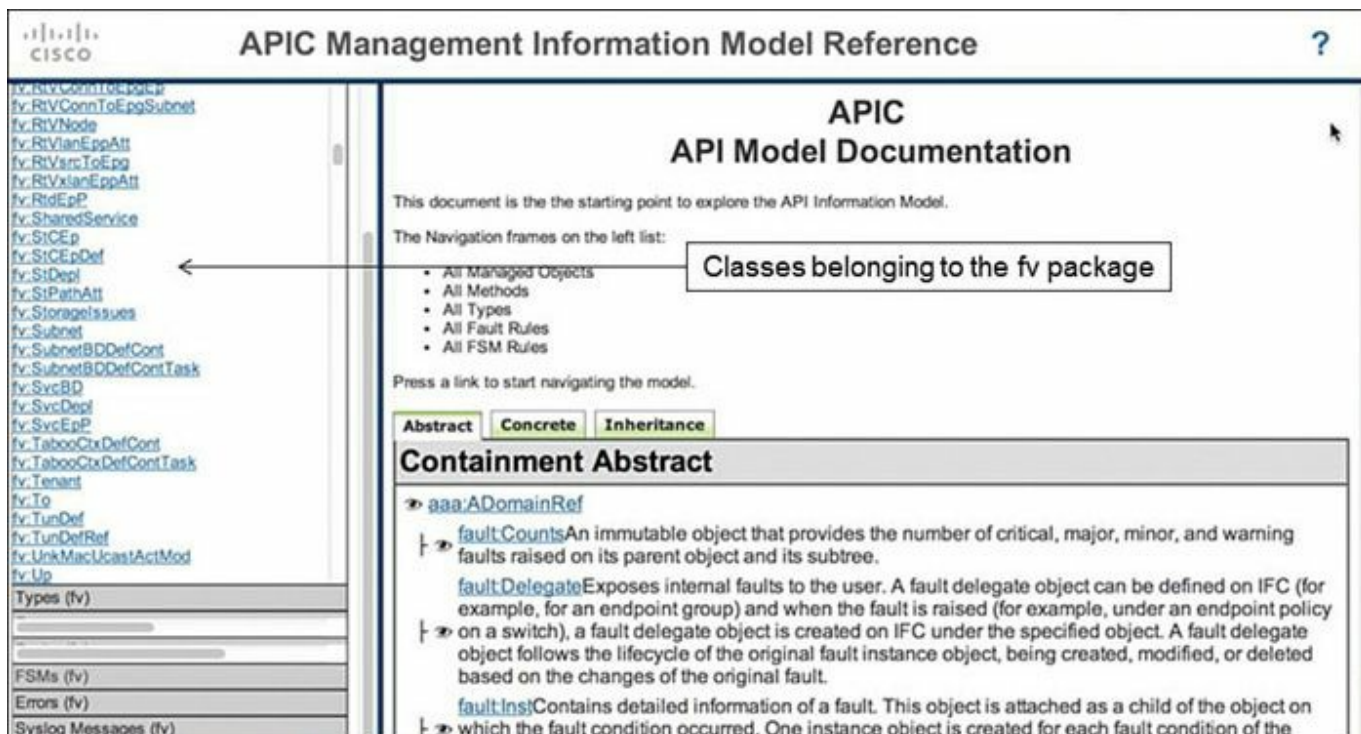 CISCO
APIC Management Information Model Reference
?
fv:RtVConnToEpgEp
fv:RtVConnToEpgSubnet
fv:RtVNode
fv:RtVlanEppAtt
fv:RtVsrcToEpg
fv:RtVxlanEppAtt
fv:RtdEpP
fv:SharedService
fv:StCEp
fv:StCEpDef
fv:StDepl
fv:StPathAtt
fv:StorageIssues
fv:Subnet
fv:SubnetBDDefCont
fv:SubnetBDDefContTask
fv:SvcBD
fv:SvcDepl
fv:SvcEpP
fv:TabooCtxDefCont
fv:TabooCtxDefContTask
fv:Tenant
fv:To
fv:TunDef
fv:TunDefRef
fv:UnkMacUcastActMod
fv:Up
Types (fv)
FSMs (fv)
Errors (fv)
Syslog Messages (fv)
APIC
API Model Documentation
This document is the the starting point to explore the API Information Model.
The Navigation frames on the left list:
• All Managed Objects
• All Methods
• All Types
• All Fault Rules
• All FSM Rules
Classes belonging to the fv package
Press a link to start navigating the model.
Abstract Concrete Inheritance
Containment Abstract
aaa:ADomainRef
fault:CountsAn immutable object that provides the number of critical, major, minor, and warning
faults raised on its parent object and its subtree.
fault:DelegateExposes internal faults to the user. A fault delegate object can be defined on IFC (for
example, for an endpoint group) and when the fault is raised (for example, under an endpoint policy
on a switch), a fault delegate object is created on IFC under the specified object. A fault delegate
object follows the lifecycle of the original fault instance object, being created, modified, or deleted
based on the changes of the original fault.
fault:InstContains detailed information of a fault. This object is attached as a child of the object on
which the fault condition occurred. One instance object is created for each fault condition of the